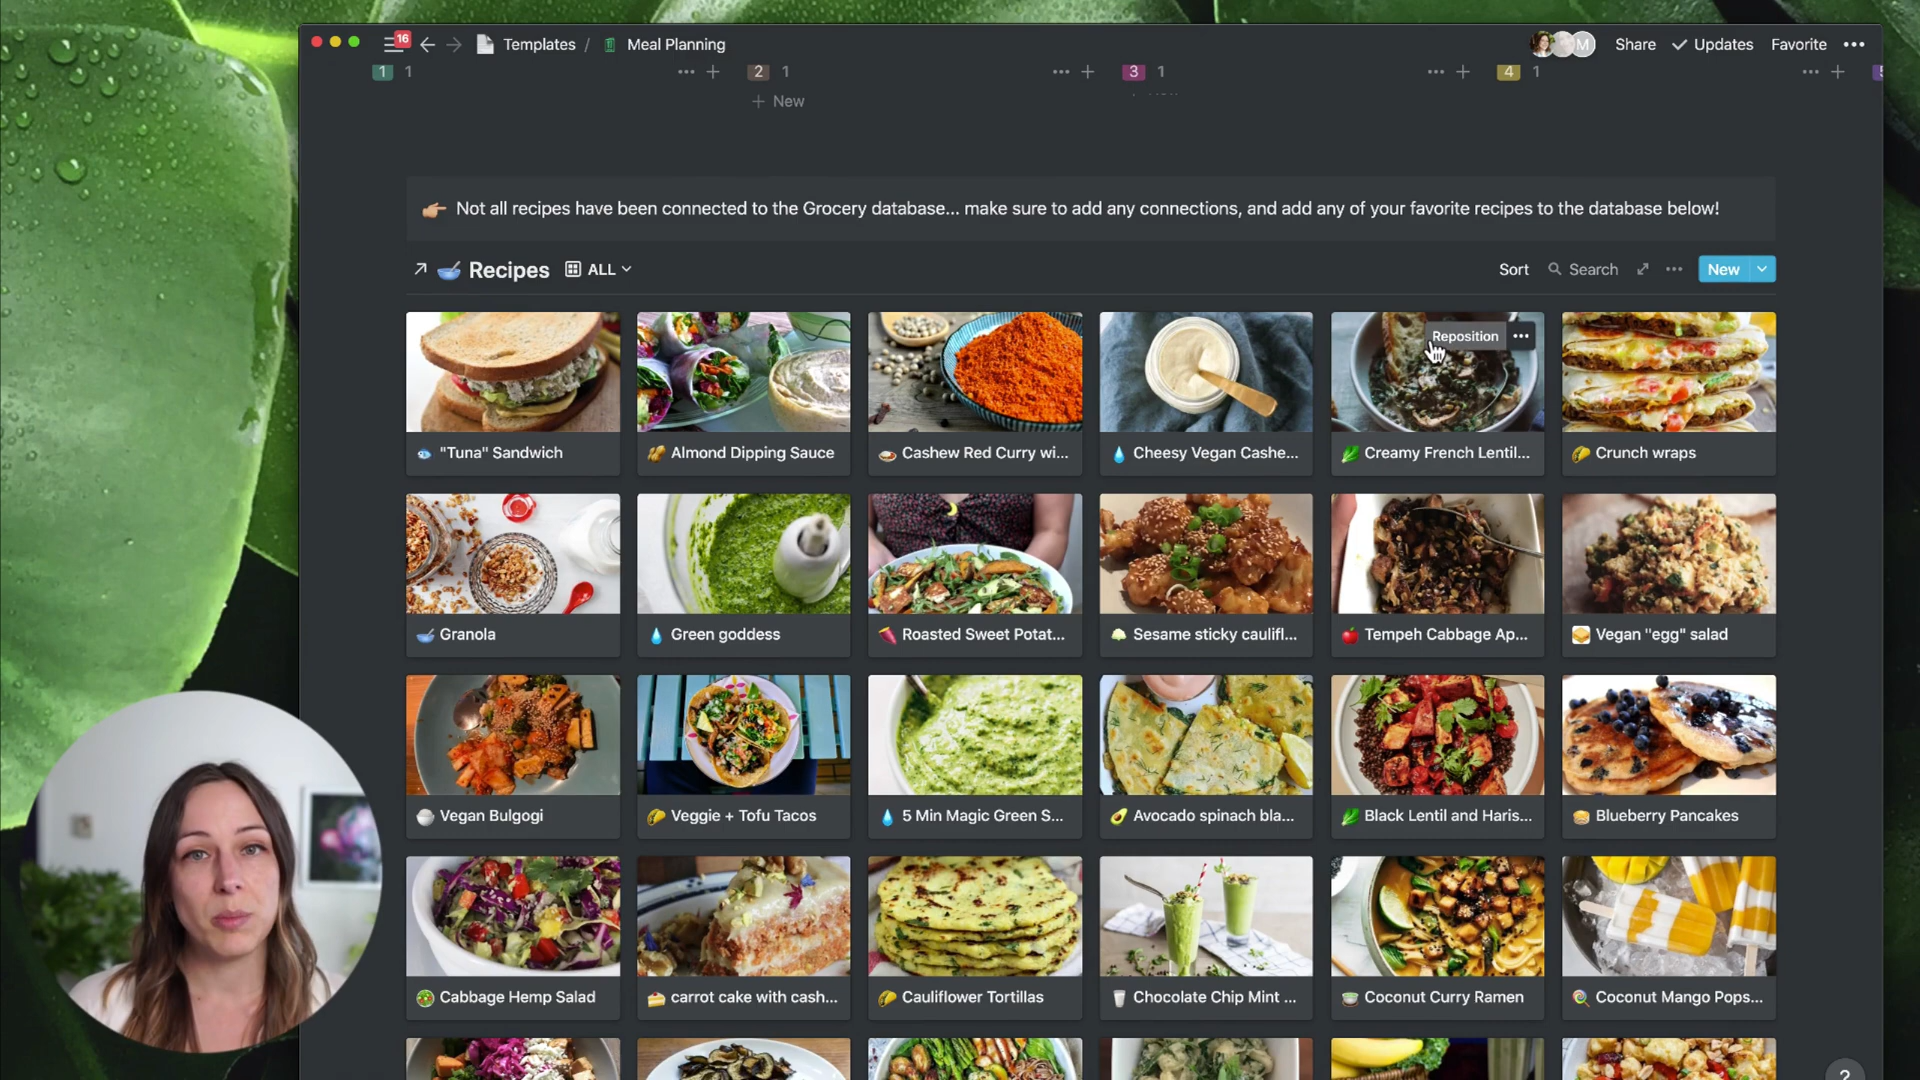 16
Templates / Meal Planning
M
Share
Updates
Favorite
1 1
2 1
3 1
4 1
New
Not all recipes have been connected to the Grocery database... make sure to add any connections, and add any of your favorite recipes to the database below!
Recipes
ALL
Sort
Search
New
Reposition
"Tuna" Sandwich
Almond Dipping Sauce
Cashew Red Curry wi...
Cheesy Vegan Cashe...
Creamy French Lentil...
Crunch wraps
Granola
Green goddess
Roasted Sweet Potat...
Sesame sticky caulifl...
Tempeh Cabbage Ap...
Vegan "egg" salad
Vegan Bulgogi
Veggie + Tofu Tacos
5 Min Magic Green S...
Avocado spinach bla...
Black Lentil and Haris...
Blueberry Pancakes
Cabbage Hemp Salad
carrot cake with cash...
Cauliflower Tortillas
Chocolate Chip Mint ...
Coconut Curry Ramen
Coconut Mango Pops...
?